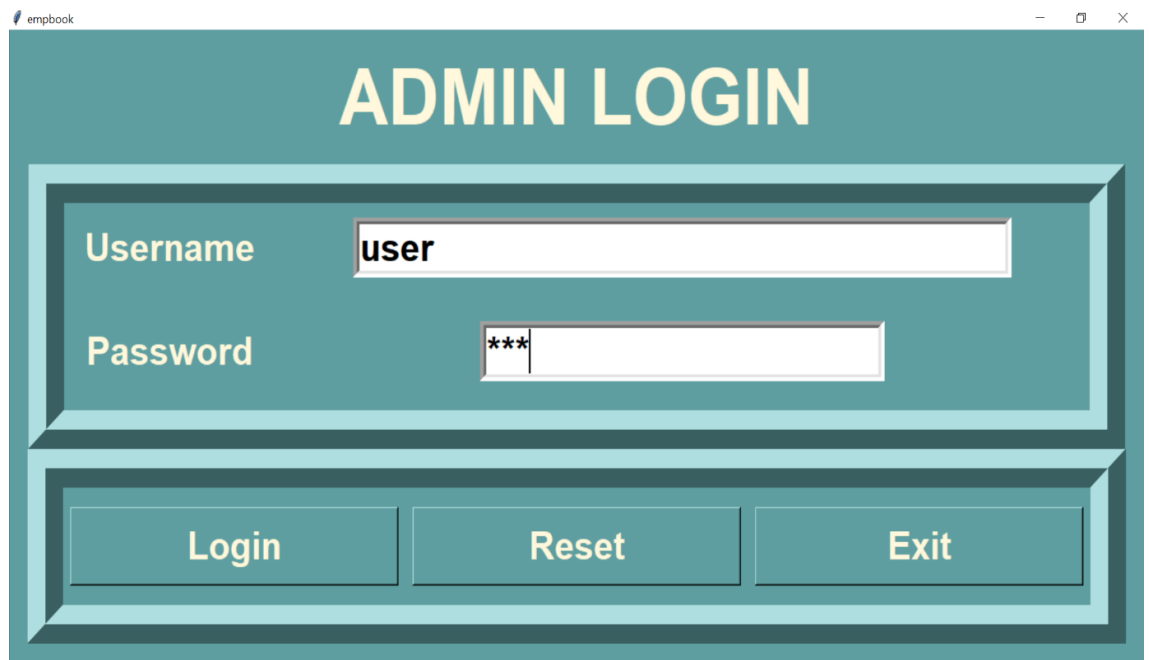 empbook
ADMIN LOGIN
Username user
Password ***
Login Reset Exit